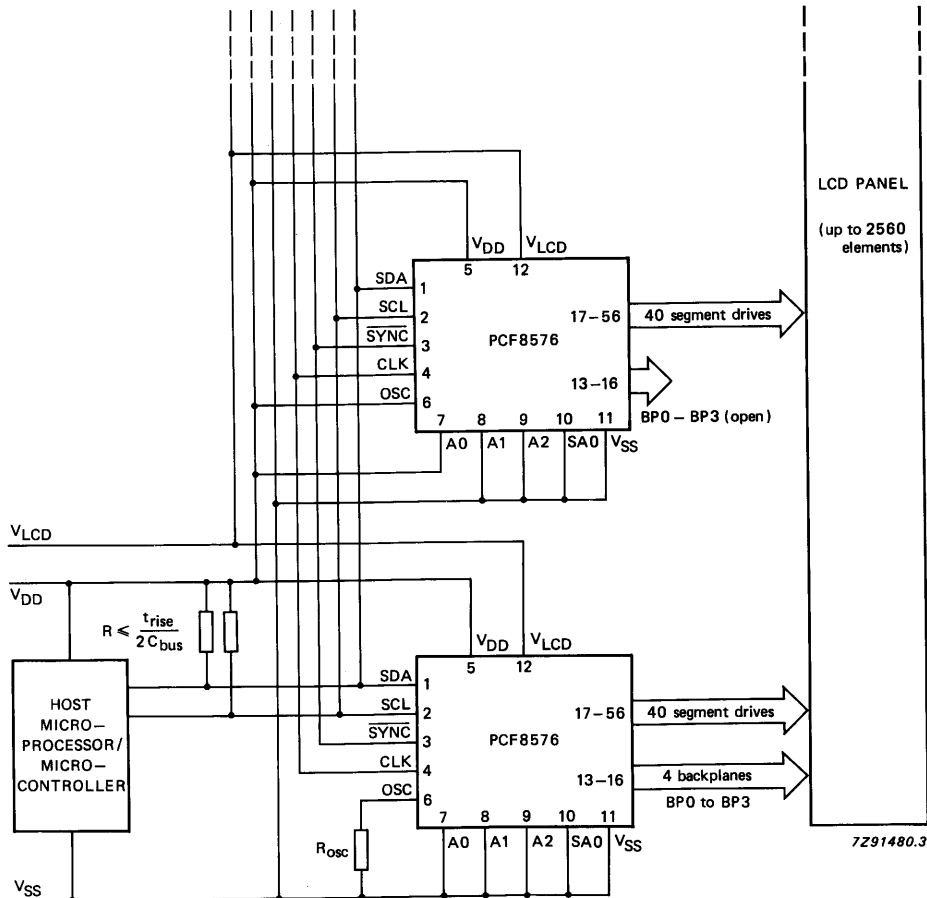 LCD PANEL
(up to 2560
elements)
VDD
VLCD
5
12
SDA
1
SCL
2
SYNC
3
CLK
4
OSC
6
PCF8576
17–56
13–16
40 segment drives
BP0 – BP3 (open)
7
8
9
10
11
A0
A1
A2
SA0
VSS
VLCD
VDD
R ⩽ trise
2 Cbus
HOST
MICRO–
PROCESSOR/
MICRO–
CONTROLLER
VSS
VDD
VLCD
5
12
SDA
1
SCL
2
SYNC
3
CLK
4
OSC
6
Rosc
PCF8576
17–56
13–16
40 segment drives
4 backplanes
BP0 to BP3
7
8
9
10
11
A0
A1
A2
SA0
VSS
7Z91480.3